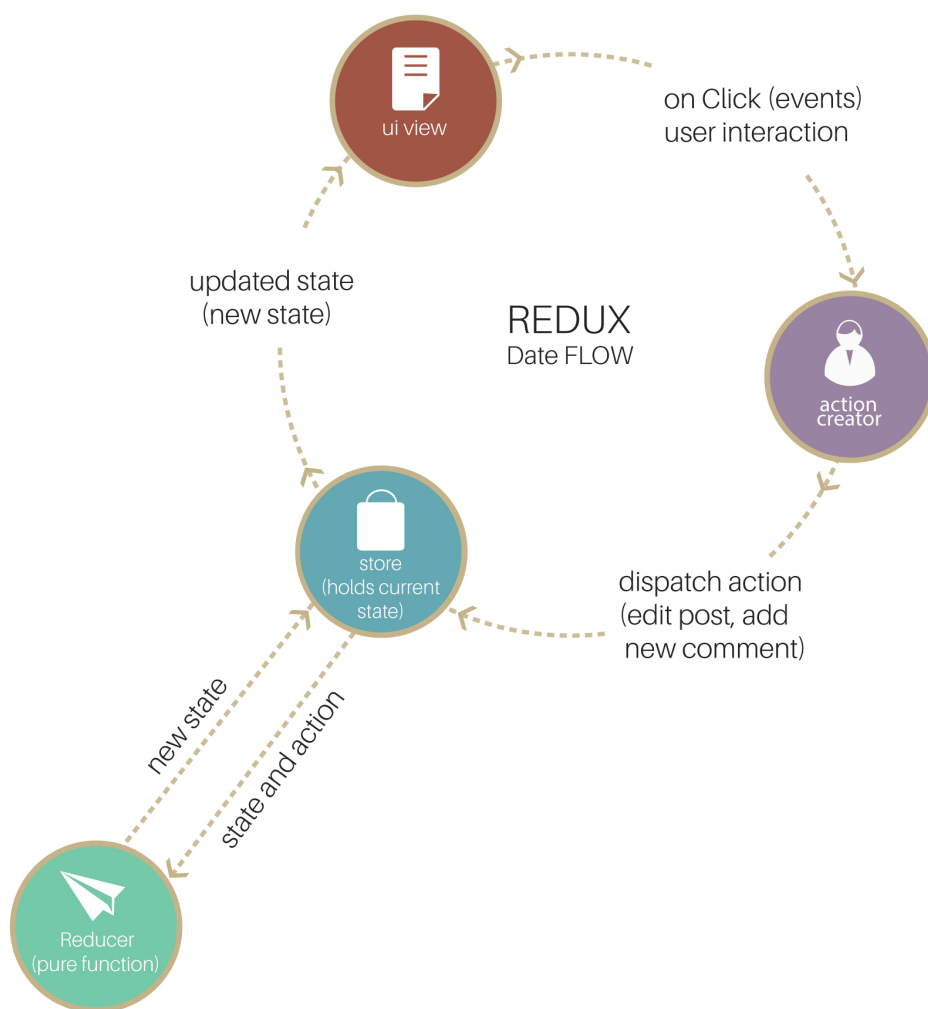 ui view
on Click (events)
user interaction
updated state
(new state)
REDUX
Date FLOW
action
creator
store
(holds current
state)
dispatch action
(edit post, add
new comment)
new state
state and action
Reducer
(pure function)